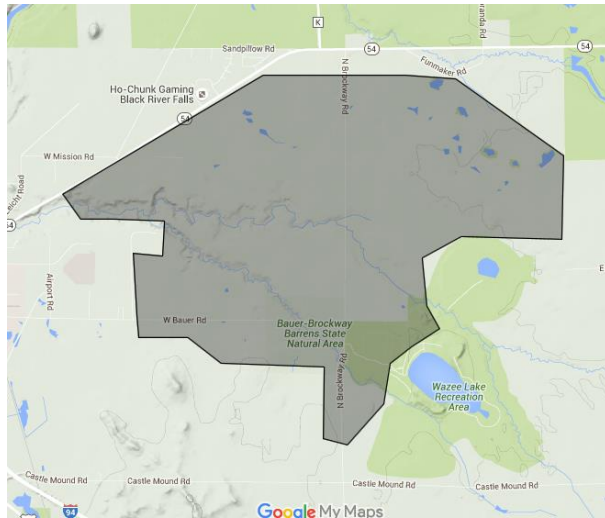 K
54
Sandpillow Rd
54
Funmaker Rd
N Brockway Rd
Ho-Chunk Gaming
Black River Falls
54
W Mission Rd
54
Airport Rd
E
W Bauer Rd
Bauer-Brockway
Barrens State
Natural Area
N Brockway Rd
Wazee Lake
Recreation
Area
Castle Mound Rd
Castle Mound Rd
Castle Mound Rd
94
Google My Maps